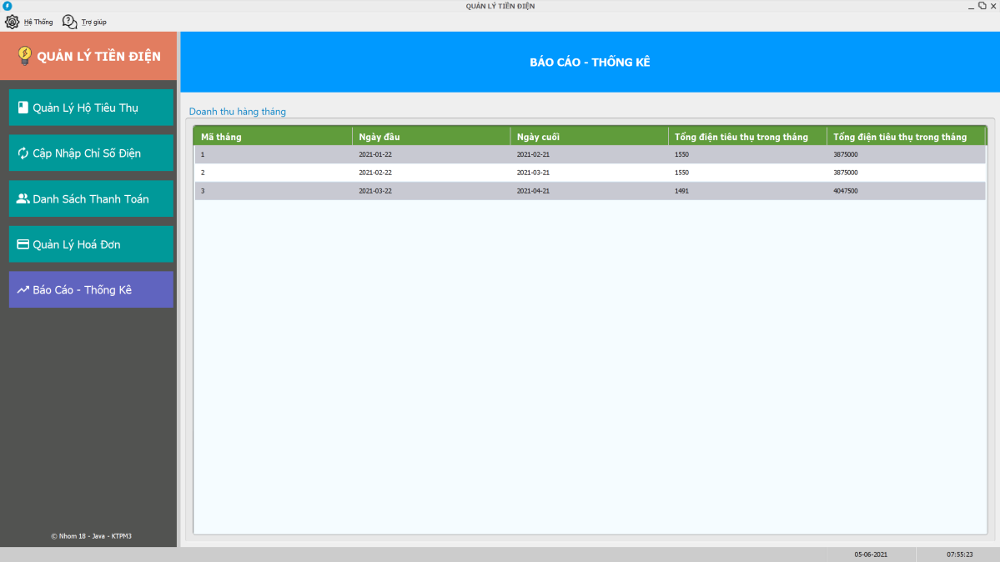 QUẢN LÝ TIỀN ĐIỆN
Hệ Thống Trợ giúp
QUẢN LÝ TIỀN ĐIỆN
BÁO CÁO - THỐNG KÊ
Quản Lý Hộ Tiêu Thụ
Cập Nhập Chỉ Số Điện
Danh Sách Thanh Toán
Quản Lý Hoá Đơn
Báo Cáo - Thống Kê
Doanh thu hàng tháng
Mã tháng Ngày đầu Ngày cuối Tổng điện tiêu thụ trong tháng Tổng điện tiêu thụ trong tháng
1 2021-01-22 2021-02-21 1550 3875000
2 2021-02-22 2021-03-21 1550 3875000
3 2021-03-22 2021-04-21 1491 4047500
© Nhom 18 - Java - KTPM3
05-06-2021 07:55:23